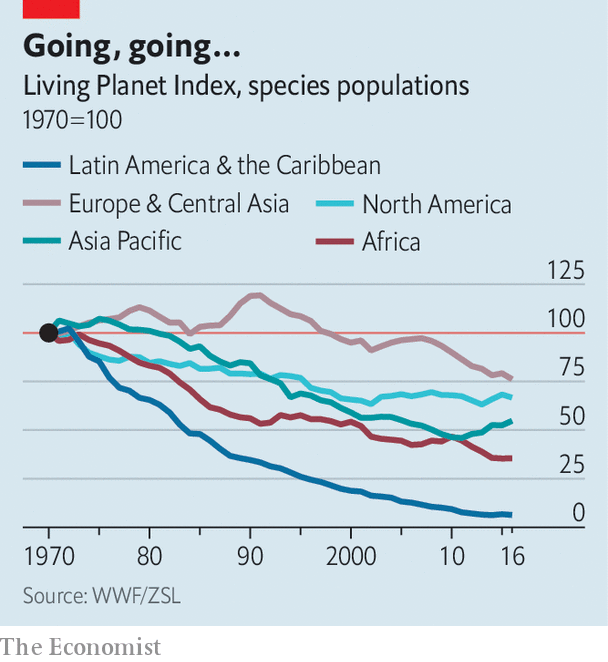 Going, going...
Living Planet Index, species populations
1970=100
Latin America & the Caribbean
Europe & Central Asia North America
Asia Pacific Africa
125
100
75
50
25
0
1970 80 90 2000 10 16
Source: WWF/ZSL
The Economist